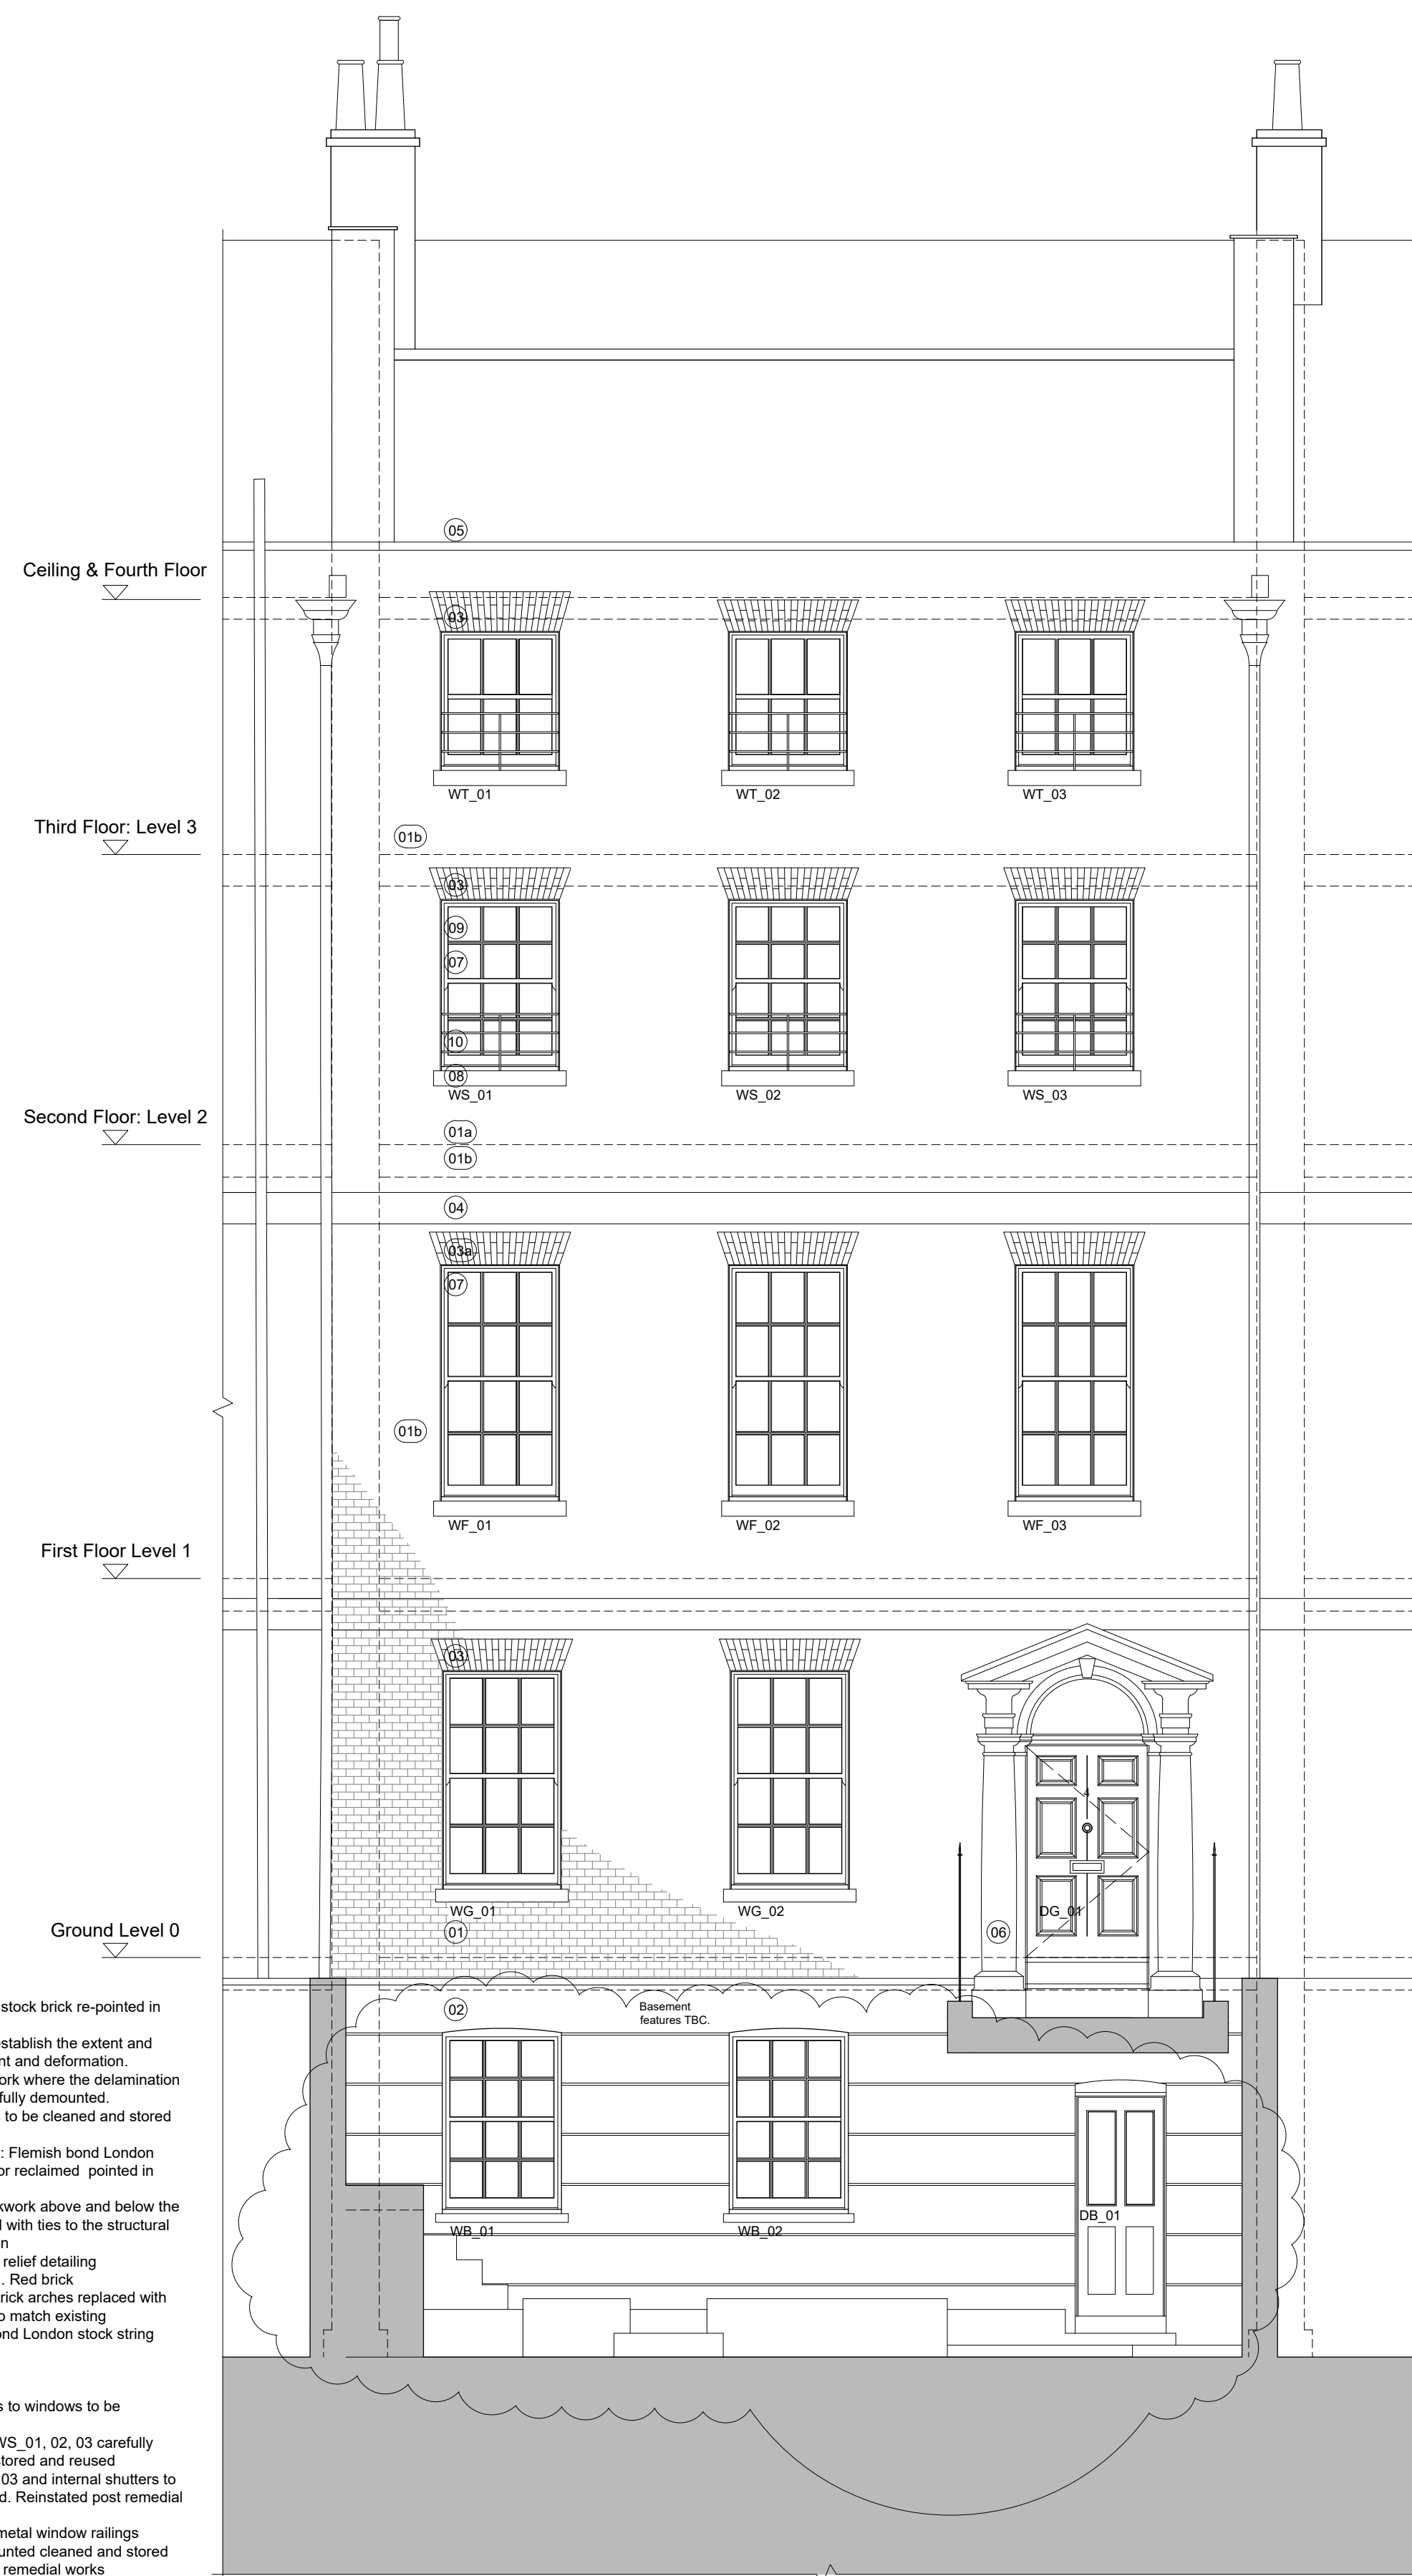 05
Ceiling & Fourth Floor
03
WT_01
WT_02
WT_03
Third Floor: Level 3
01b
03
09
07
10
08
WS_01
WS_02
WS_03
Second Floor: Level 2
01a
01b
04
03a
07
01b
WF_01
WF_02
WF_03
First Floor Level 1
03
4
WG_01
WG_02
DG_01
Ground Level 0
01
06
02
Basement
features TBC.
WB_01
WB_02
DB_01
stock brick re-pointed in
establish the extent and
nt and deformation.
ork where the delamination
fully demounted.
s to be cleaned and stored
: Flemish bond London
or reclaimed pointed in
kwork above and below the
d with ties to the structural
on
relief detailing
. Red brick
rick arches replaced with
o match existing
ond London stock string
s to windows to be
WS_01, 02, 03 carefully
stored and reused
03 and internal shutters to
d. Reinstated post remedial
metal window railings
unted cleaned and stored
remedial works